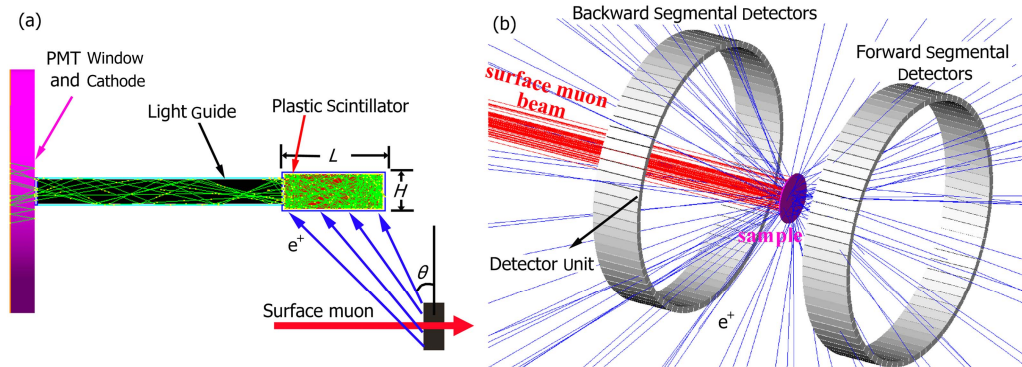 (a)
PMT Window
and Cathode
Light Guide
Plastic Scintillator
L
H
e+
θ
Surface muon
(b)
Backward Segmental Detectors
Forward Segmental
Detectors
surface muon
beam
sample
Detector Unit
e+